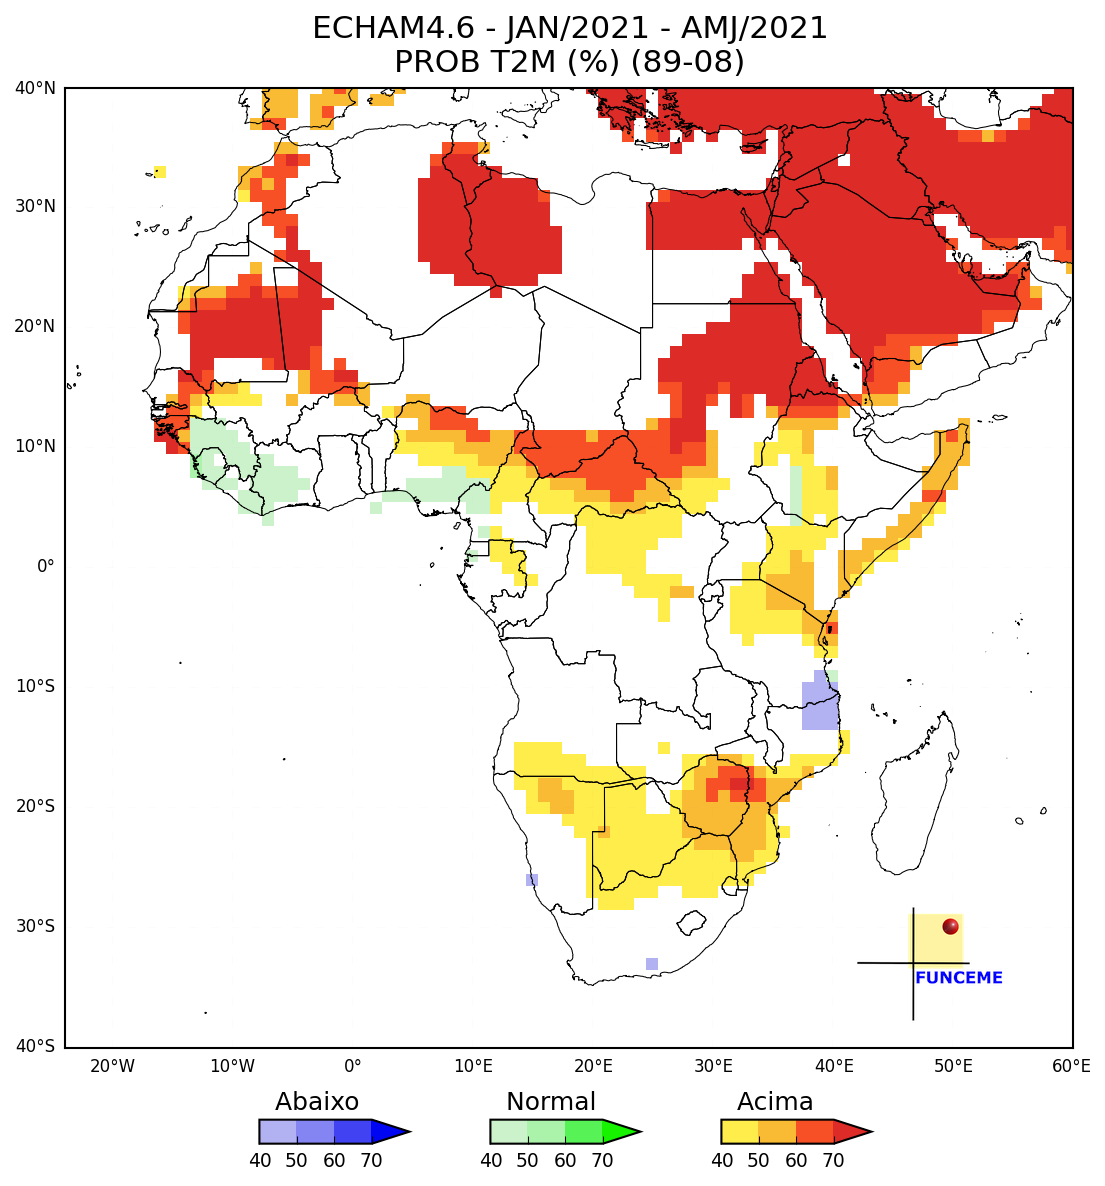 ECHAM4.6 - JAN/2021 - AMJ/2021
PROB T2M (%) (89-08)
40°N
30°N
20°N
10°N
0°
10°S
20°S
30°S
40°S
FUNCEME
20°W 10°W 0° 10°E 20°E 30°E 40°E 50°E 60°E
Abaixo Normal Acima
40 50 60 70 40 50 60 70 40 50 60 70